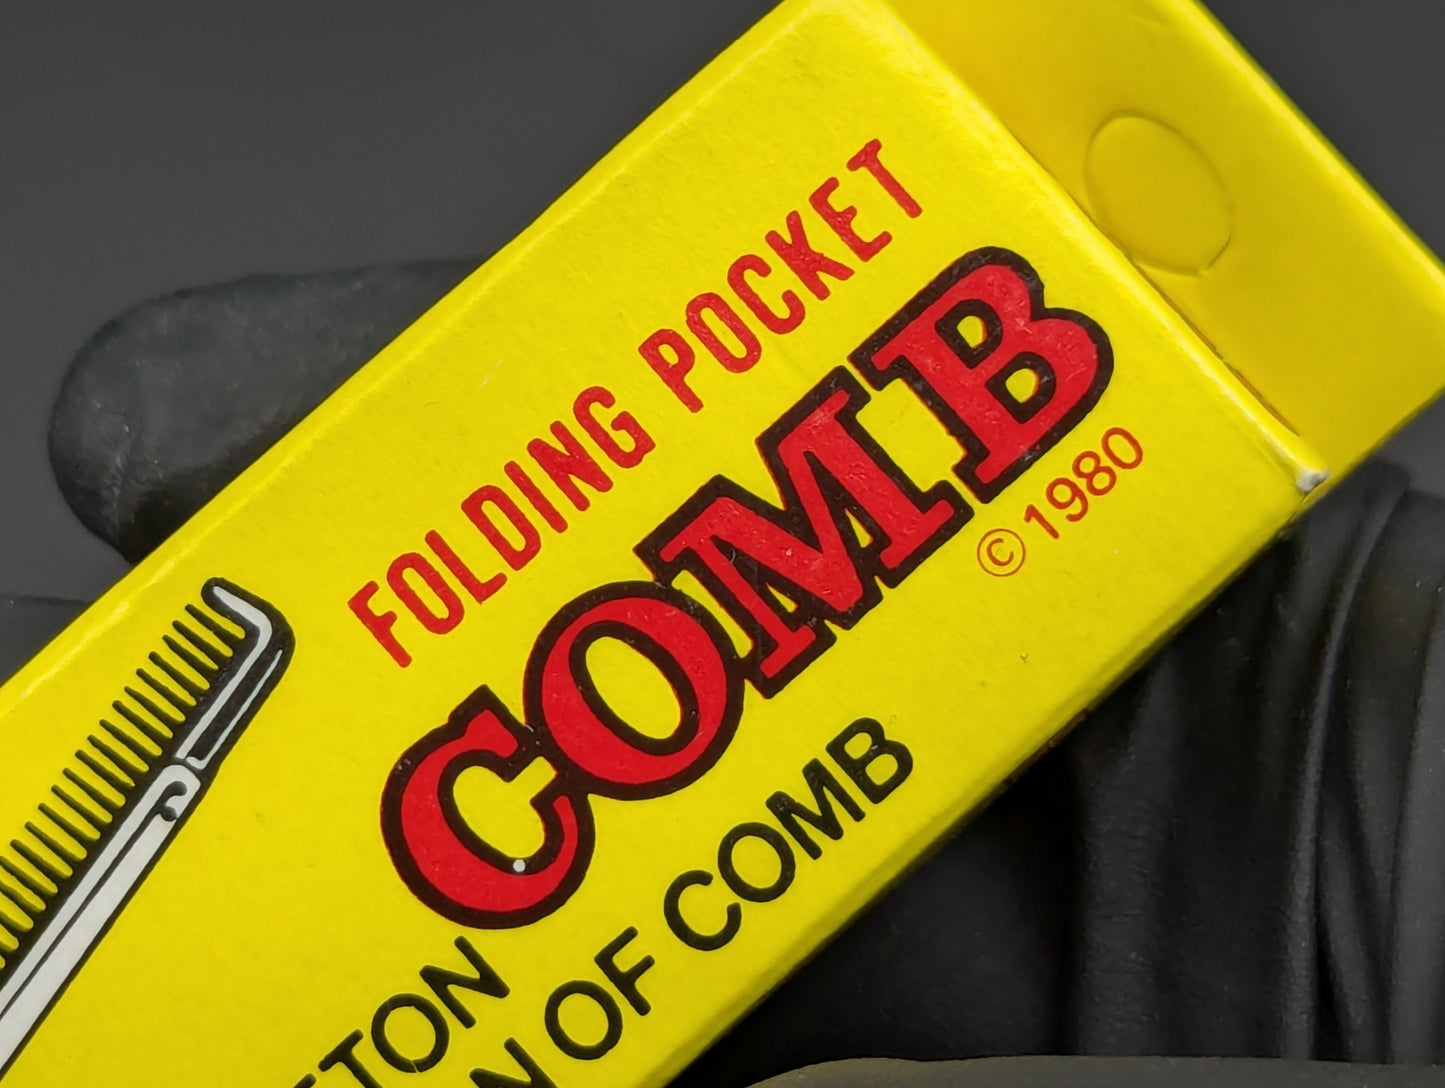 FOLDING POCKET
COMB
© 1980
OF COMB